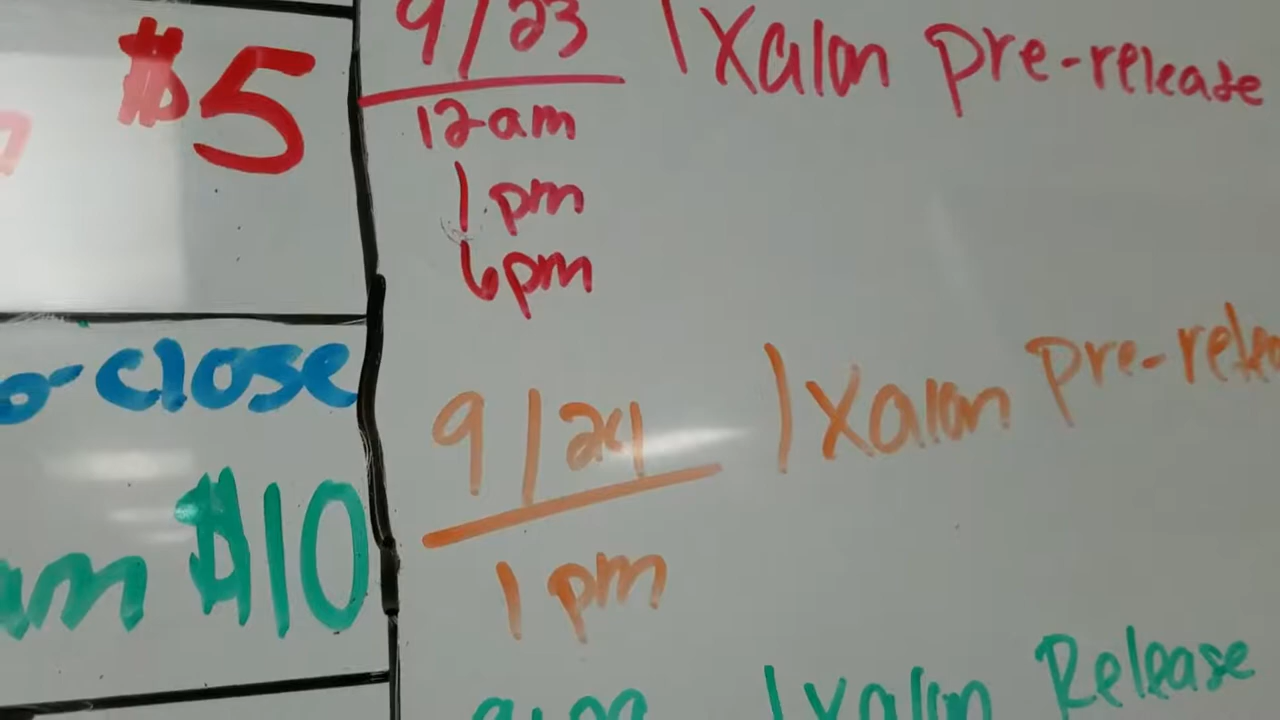 $5
o-close
am $10
9/23 Ixalan pre-release
12am
1pm
6pm
9/24 Ixalan pre-rele
1pm
Ixalan Release